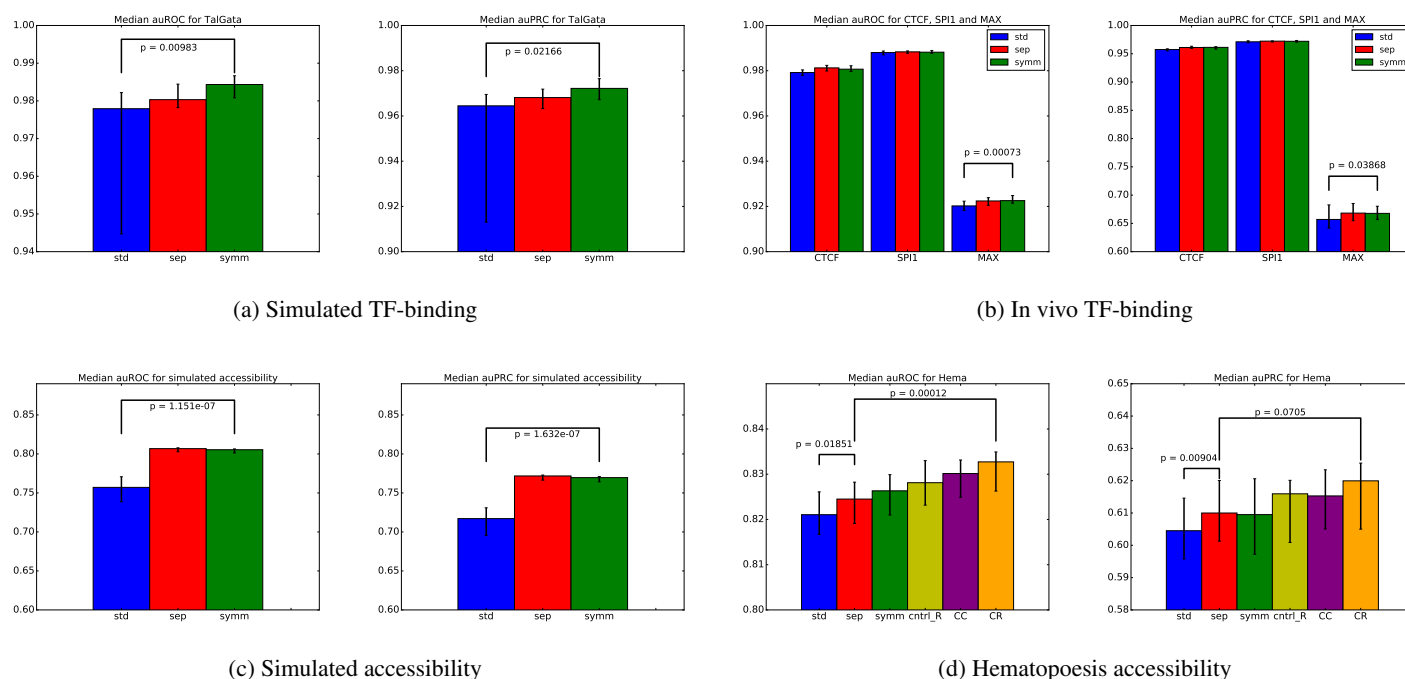 Median auROC for TalGata
1.00
0.99
0.98
0.97
0.96
0.95
0.94
p = 0.00983
std sep symm
Median auPRC for TalGata
1.00
0.98
0.96
0.94
0.92
0.90
p = 0.02166
std sep symm
(a) Simulated TF-binding
Median auROC for CTCF, SPI1 and MAX
1.00
0.98
0.96
0.94
0.92
0.90
std
sep
symm
p = 0.00073
CTCF SPI1 MAX
Median auPRC for CTCF, SPI1 and MAX
1.00
0.95
0.90
0.85
0.80
0.75
0.70
0.65
0.60
std
sep
symm
p = 0.03868
CTCF SPI1 MAX
(b) In vivo TF-binding
Median auROC for simulated accessibility
0.85
0.80
0.75
0.70
0.65
0.60
p = 1.151e-07
std sep symm
Median auPRC for simulated accessibility
0.85
0.80
0.75
0.70
0.65
0.60
p = 1.632e-07
std sep symm
(c) Simulated accessibility
Median auROC for Hema
0.84
0.83
0.82
0.81
0.80
p = 0.00012
p = 0.01851
std sep symm cntrl_R CC CR
Median auPRC for Hema
0.65
0.64
0.63
0.62
0.61
0.60
0.59
0.58
p = 0.0705
p = 0.00904
std sep symm cntrl_R CC CR
(d) Hematopoesis accessibility